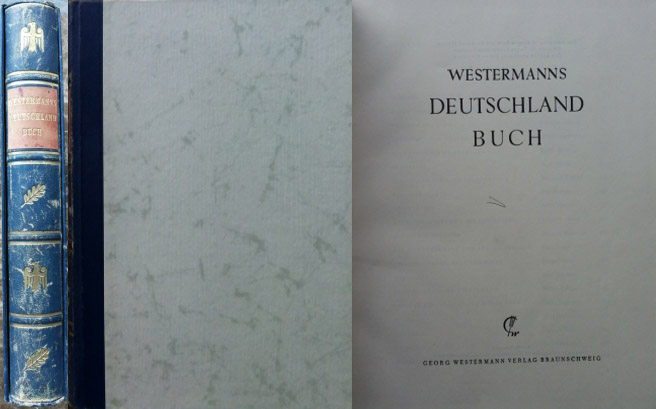 WESTERMANNS
DEUTSCHLAND
BUCH
WESTERMANNS
DEUTSCHLAND
BUCH
W
GEORG WESTERMANN VERLAG BRAUNSCHWEIG